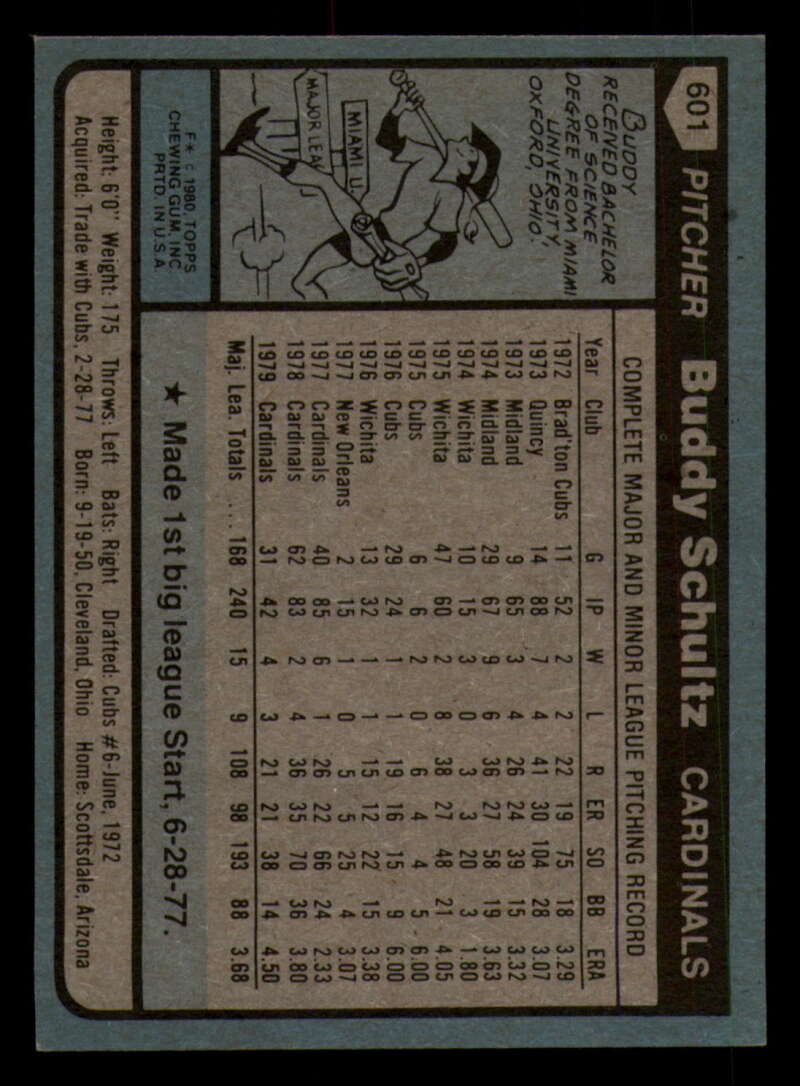 601 PITCHER Buddy Schultz CARDINALS
BUDDY
RECEIVED BACHELOR
OF SCIENCE
DEGREE FROM MIAMI
UNIVERSITY,
OXFORD, OHIO.
MIAMI U.
MAJOR LEA
F* © 1980, TOPPS
CHEWING GUM, INC.
PRTD. IN U.S.A.
COMPLETE MAJOR AND MINOR LEAGUE PITCHING RECORD
Year Club G IP W L R ER SO BB ERA
1972 Brad'ton Cubs 11 52 2 2 22 19 75 18 3.29
1973 Quincy 14 88 7 4 41 30 104 28 3.07
1973 Midland 9 65 3 4 26 24 39 15 3.32
1974 Midland 29 67 9 6 36 27 58 19 3.63
1974 Wichita 10 15 3 0 3 3 20 3 1.80
1975 Wichita 47 60 2 8 38 27 48 21 4.05
1975 Cubs 6 6 2 0 6 4 4 5 6.00
1976 Cubs 29 24 1 1 19 16 15 9 6.00
1976 Wichita 13 32 1 1 15 12 22 15 3.38
1977 New Orleans 2 15 1 0 5 5 25 4 3.07
1977 Cardinals 40 85 6 1 26 22 66 24 2.33
1978 Cardinals 62 83 2 4 36 35 70 36 3.80
1979 Cardinals 31 42 4 3 21 21 38 14 4.50
Maj. Lea. Totals ... 168 240 15 9 108 98 193 88 3.68
★ Made 1st big league Start, 6-28-77.
Height: 6'0" Weight: 175 Throws: Left Bats: Right Drafted: Cubs #6-June, 1972
Acquired: Trade with Cubs, 2-28-77 Born: 9-19-50, Cleveland, Ohio Home: Scottsdale, Arizona